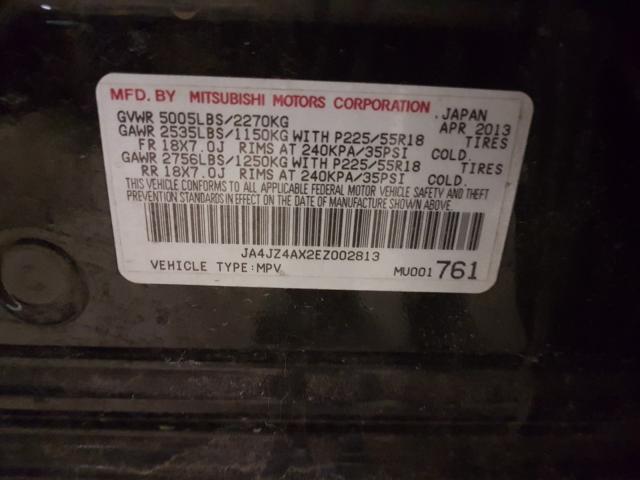 MFD. BY MITSUBISHI MOTORS CORPORATION . JAPAN
GVWR 5005LBS/2270KG APR 2013
GAWR 2535LBS/1150KG WITH P225/55R18 TIRES
FR 18X7.0J RIMS AT 240KPA/35PSI COLD.
GAWR 2756LBS/1250KG WITH P225/55R18 TIRES
RR 18X7.0J RIMS AT 240KPA/35PSI COLD.
THIS VEHICLE CONFORMS TO ALL APPLICABLE FEDERAL MOTOR VEHICLE SAFETY AND THEFT
PREVENTION STANDARDS IN EFFECT ON THE DATE OF MANUFACTURE SHOWN ABOVE.
JA4JZ4AX2EZ002813
VEHICLE TYPE:MPV MU001 761